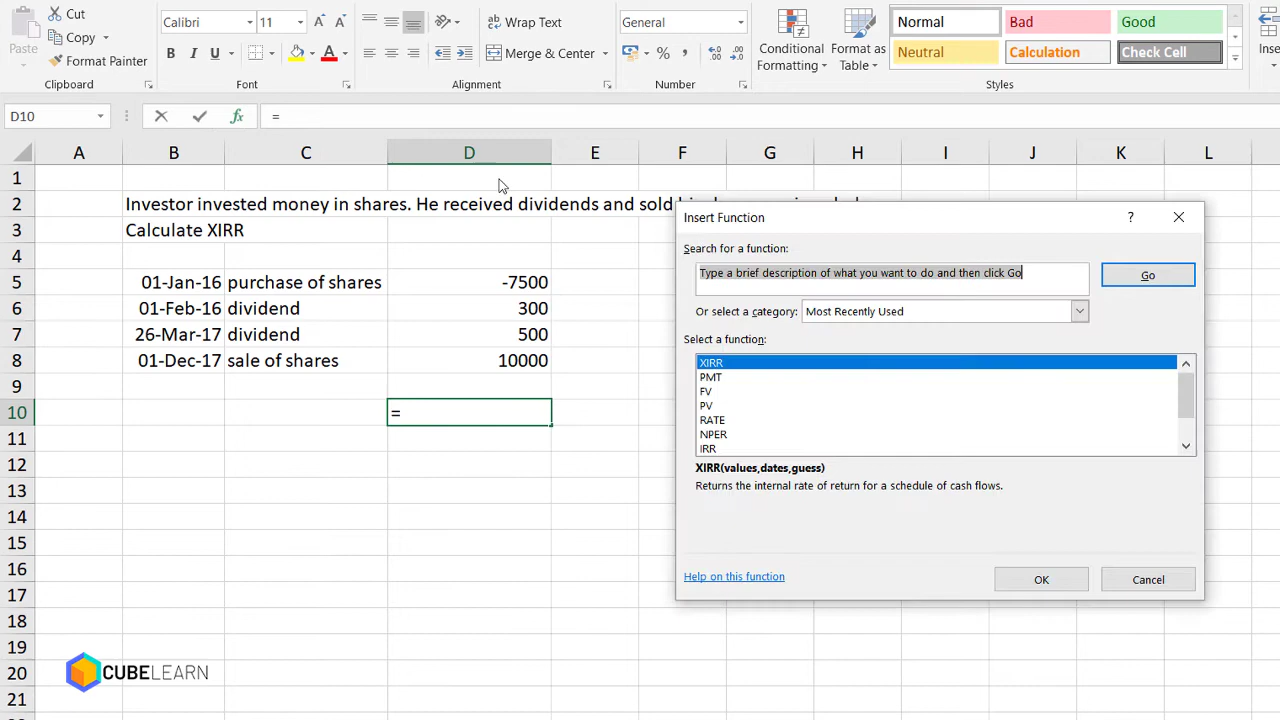 Cut
Calibri 11
Wrap Text
General
Normal Bad Good
Paste
Copy
Conditional
Formatting
Format as
Table
Neutral Calculation Check Cell
Format Painter
B I U A
Merge & Center
Clipboard Font Alignment Number Styles
D10 fx =
A B C D E F G H I J K L
1
2 Investor invested money in shares. He received dividends and sold
3 Calculate XIRR
4
5 01-Jan-16 purchase of shares -7500
6 01-Feb-16 dividend 300
7 26-Mar-17 dividend 500
8 01-Dec-17 sale of shares 10000
9
10 =
11
12
13
14
15
16
17
18
19
20
21
Insert Function ?
Search for a function:
Type a brief description of what you want to do and then click Go
Go
Or select a category: Most Recently Used
Select a function:
XIRR
PMT
FV
PV
RATE
NPER
IRR
XIRR(values,dates,guess)
Returns the internal rate of return for a schedule of cash flows.
Help on this function
OK Cancel
CUBELEARN